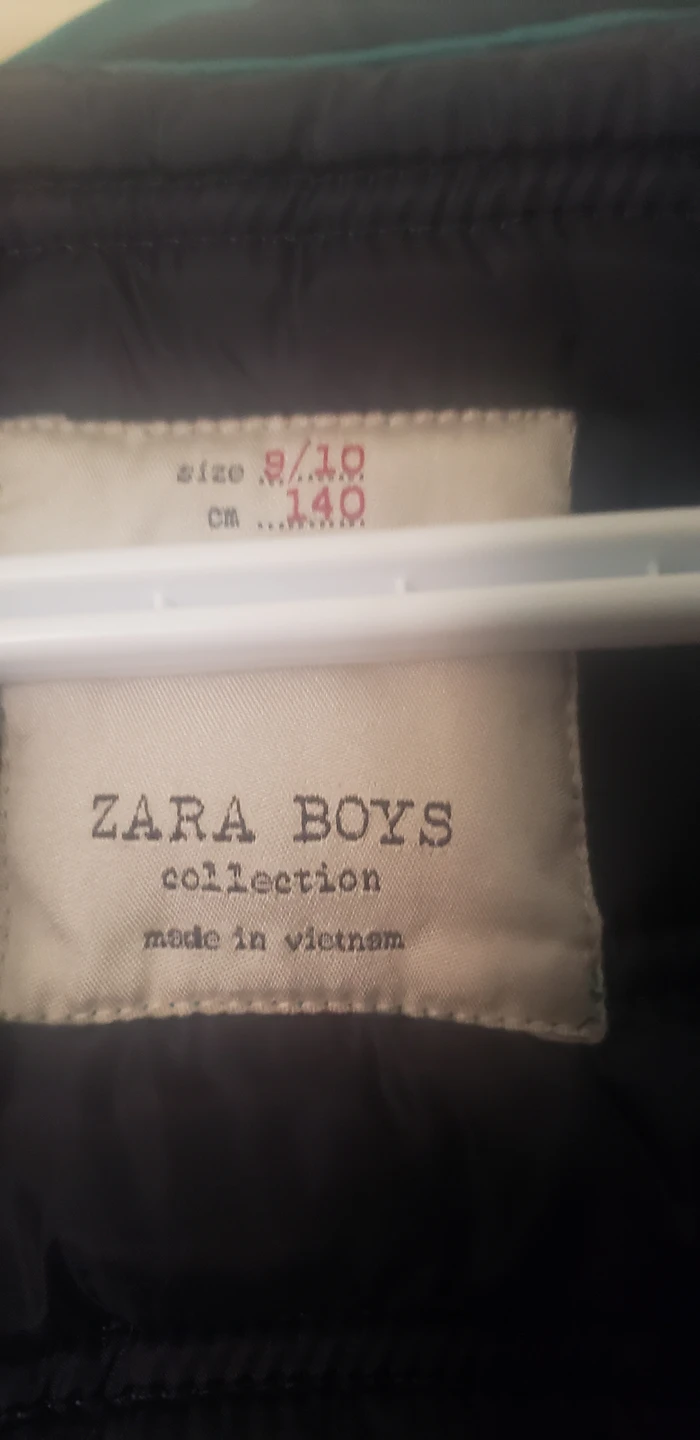 size 9/10
cm 140
ZARA BOYS
collection
made in vietnam